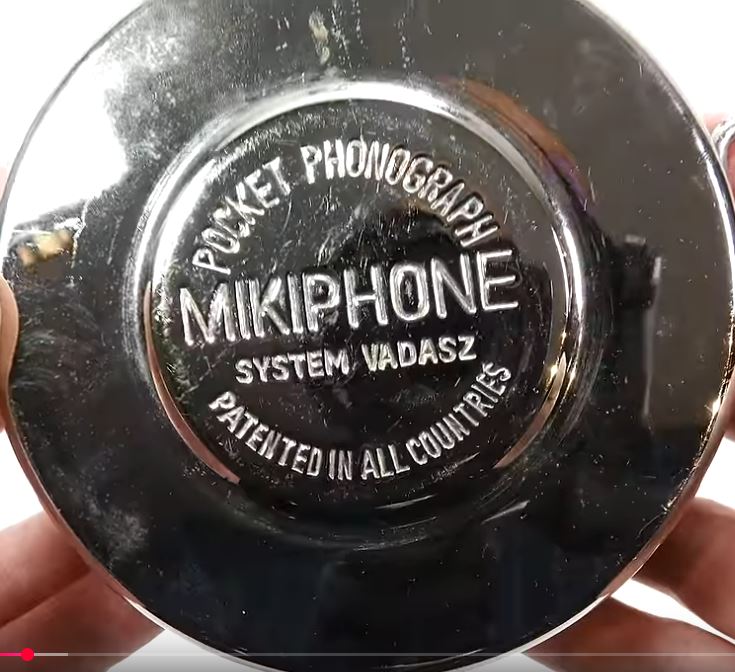 POCKET PHONOGRAPH
MIKIPHONE
SYSTEM VADASZ
PATENTED IN ALL COUNTRIES